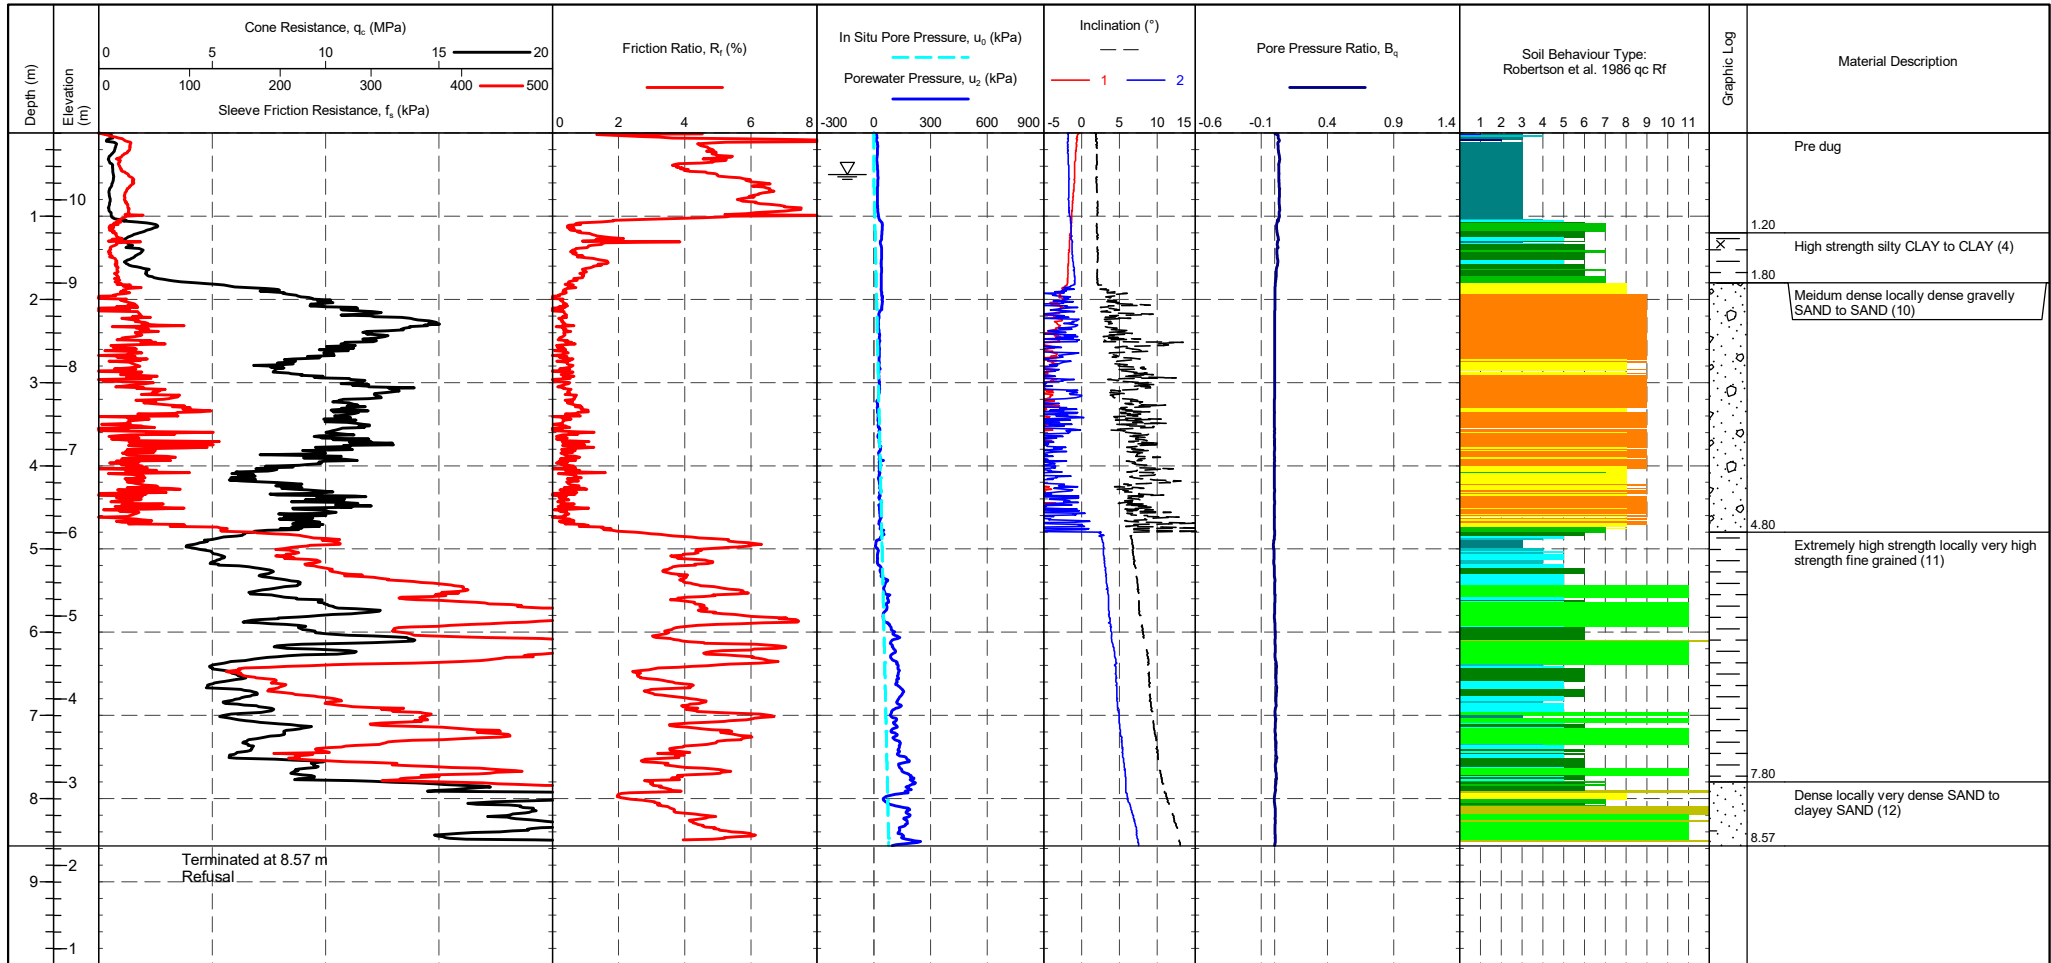 Depth (m)
Elevation (m)
Cone Resistance, qc (MPa)
0 5 10 15 20
0 100 200 300 400 500
Sleeve Friction Resistance, fs (kPa)
Friction Ratio, Rf (%)
0 2 4 6 8
In Situ Pore Pressure, u0 (kPa)
Porewater Pressure, u2 (kPa)
-300 0 300 600 900
Inclination (°)
1 2
-5 0 5 10 15
Pore Pressure Ratio, Bq
-0.6 -0.1 0.4 0.9 1.4
Soil Behaviour Type:
Robertson et al. 1986 qc Rf
1 2 3 4 5 6 7 8 9 10 11
Graphic Log
Material Description
Pre dug
10
1
1.20
High strength silty CLAY to CLAY (4)
1.80
9
2
Meidum dense locally dense gravelly
SAND to SAND (10)
8
3
7
4
4.80
6
5
Extremely high strength locally very high
strength fine grained (11)
5
6
4
7
7.80
3
8
Dense locally very dense SAND to
clayey SAND (12)
8.57
Terminated at 8.57 m
Refusal
2
9
1